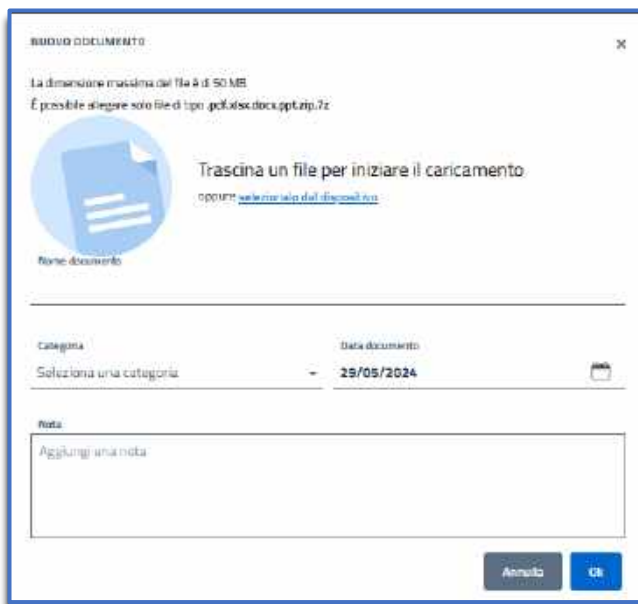 NUOVO DOCUMENTO
La dimensione massima del file è di 50 MB
È possibile allegare solo file di tipo .pdf.xlsx.docx.ppt.zip.7z
Trascina un file per iniziare il caricamento
oppure selezionalo dal dispositivo
Nome documento
Categoria
Data documento
Seleziona una categoria
29/05/2024
Nota
Aggiungi una nota
Annulla
Ok